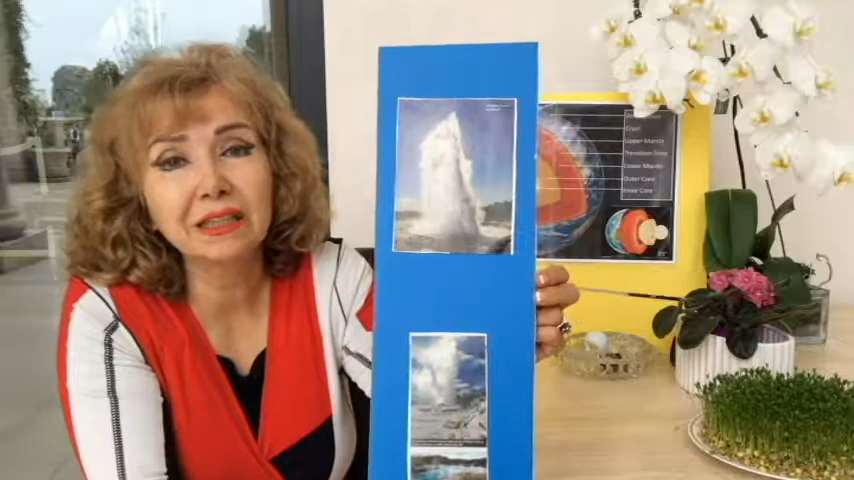 Crust
Upper Mantle
Transition Zone
Lower Mantle
Outer Core
Inner Core